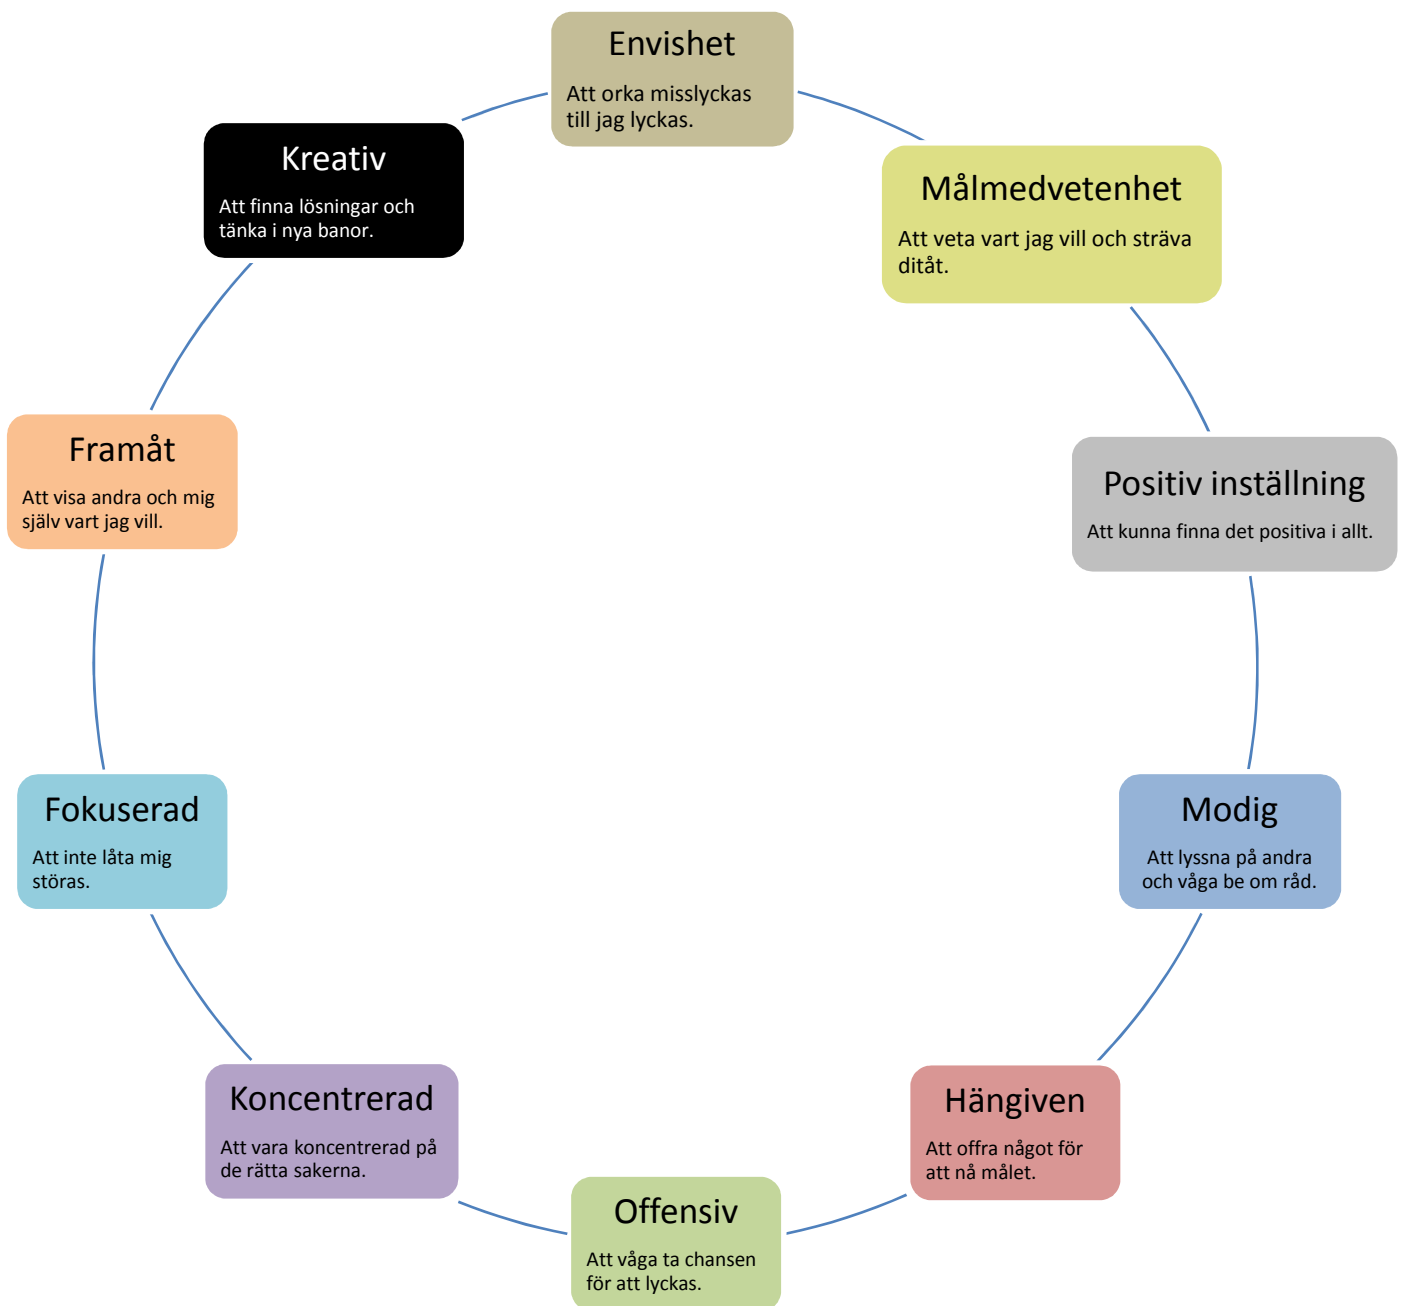 Envishet
Att orka misslyckas
till jag lyckas.
Målmedvetenhet
Att veta vart jag vill och sträva
ditåt.
Positiv inställning
Att kunna finna det positiva i allt.
Modig
Att lyssna på andra
och våga be om råd.
Hängiven
Att offra något för
att nå målet.
Offensiv
Att våga ta chansen
för att lyckas.
Koncentrerad
Att vara koncentrerad på
de rätta sakerna.
Fokuserad
Att inte låta mig
störas.
Framåt
Att visa andra och mig
själv vart jag vill.
Kreativ
Att finna lösningar och
tänka i nya banor.